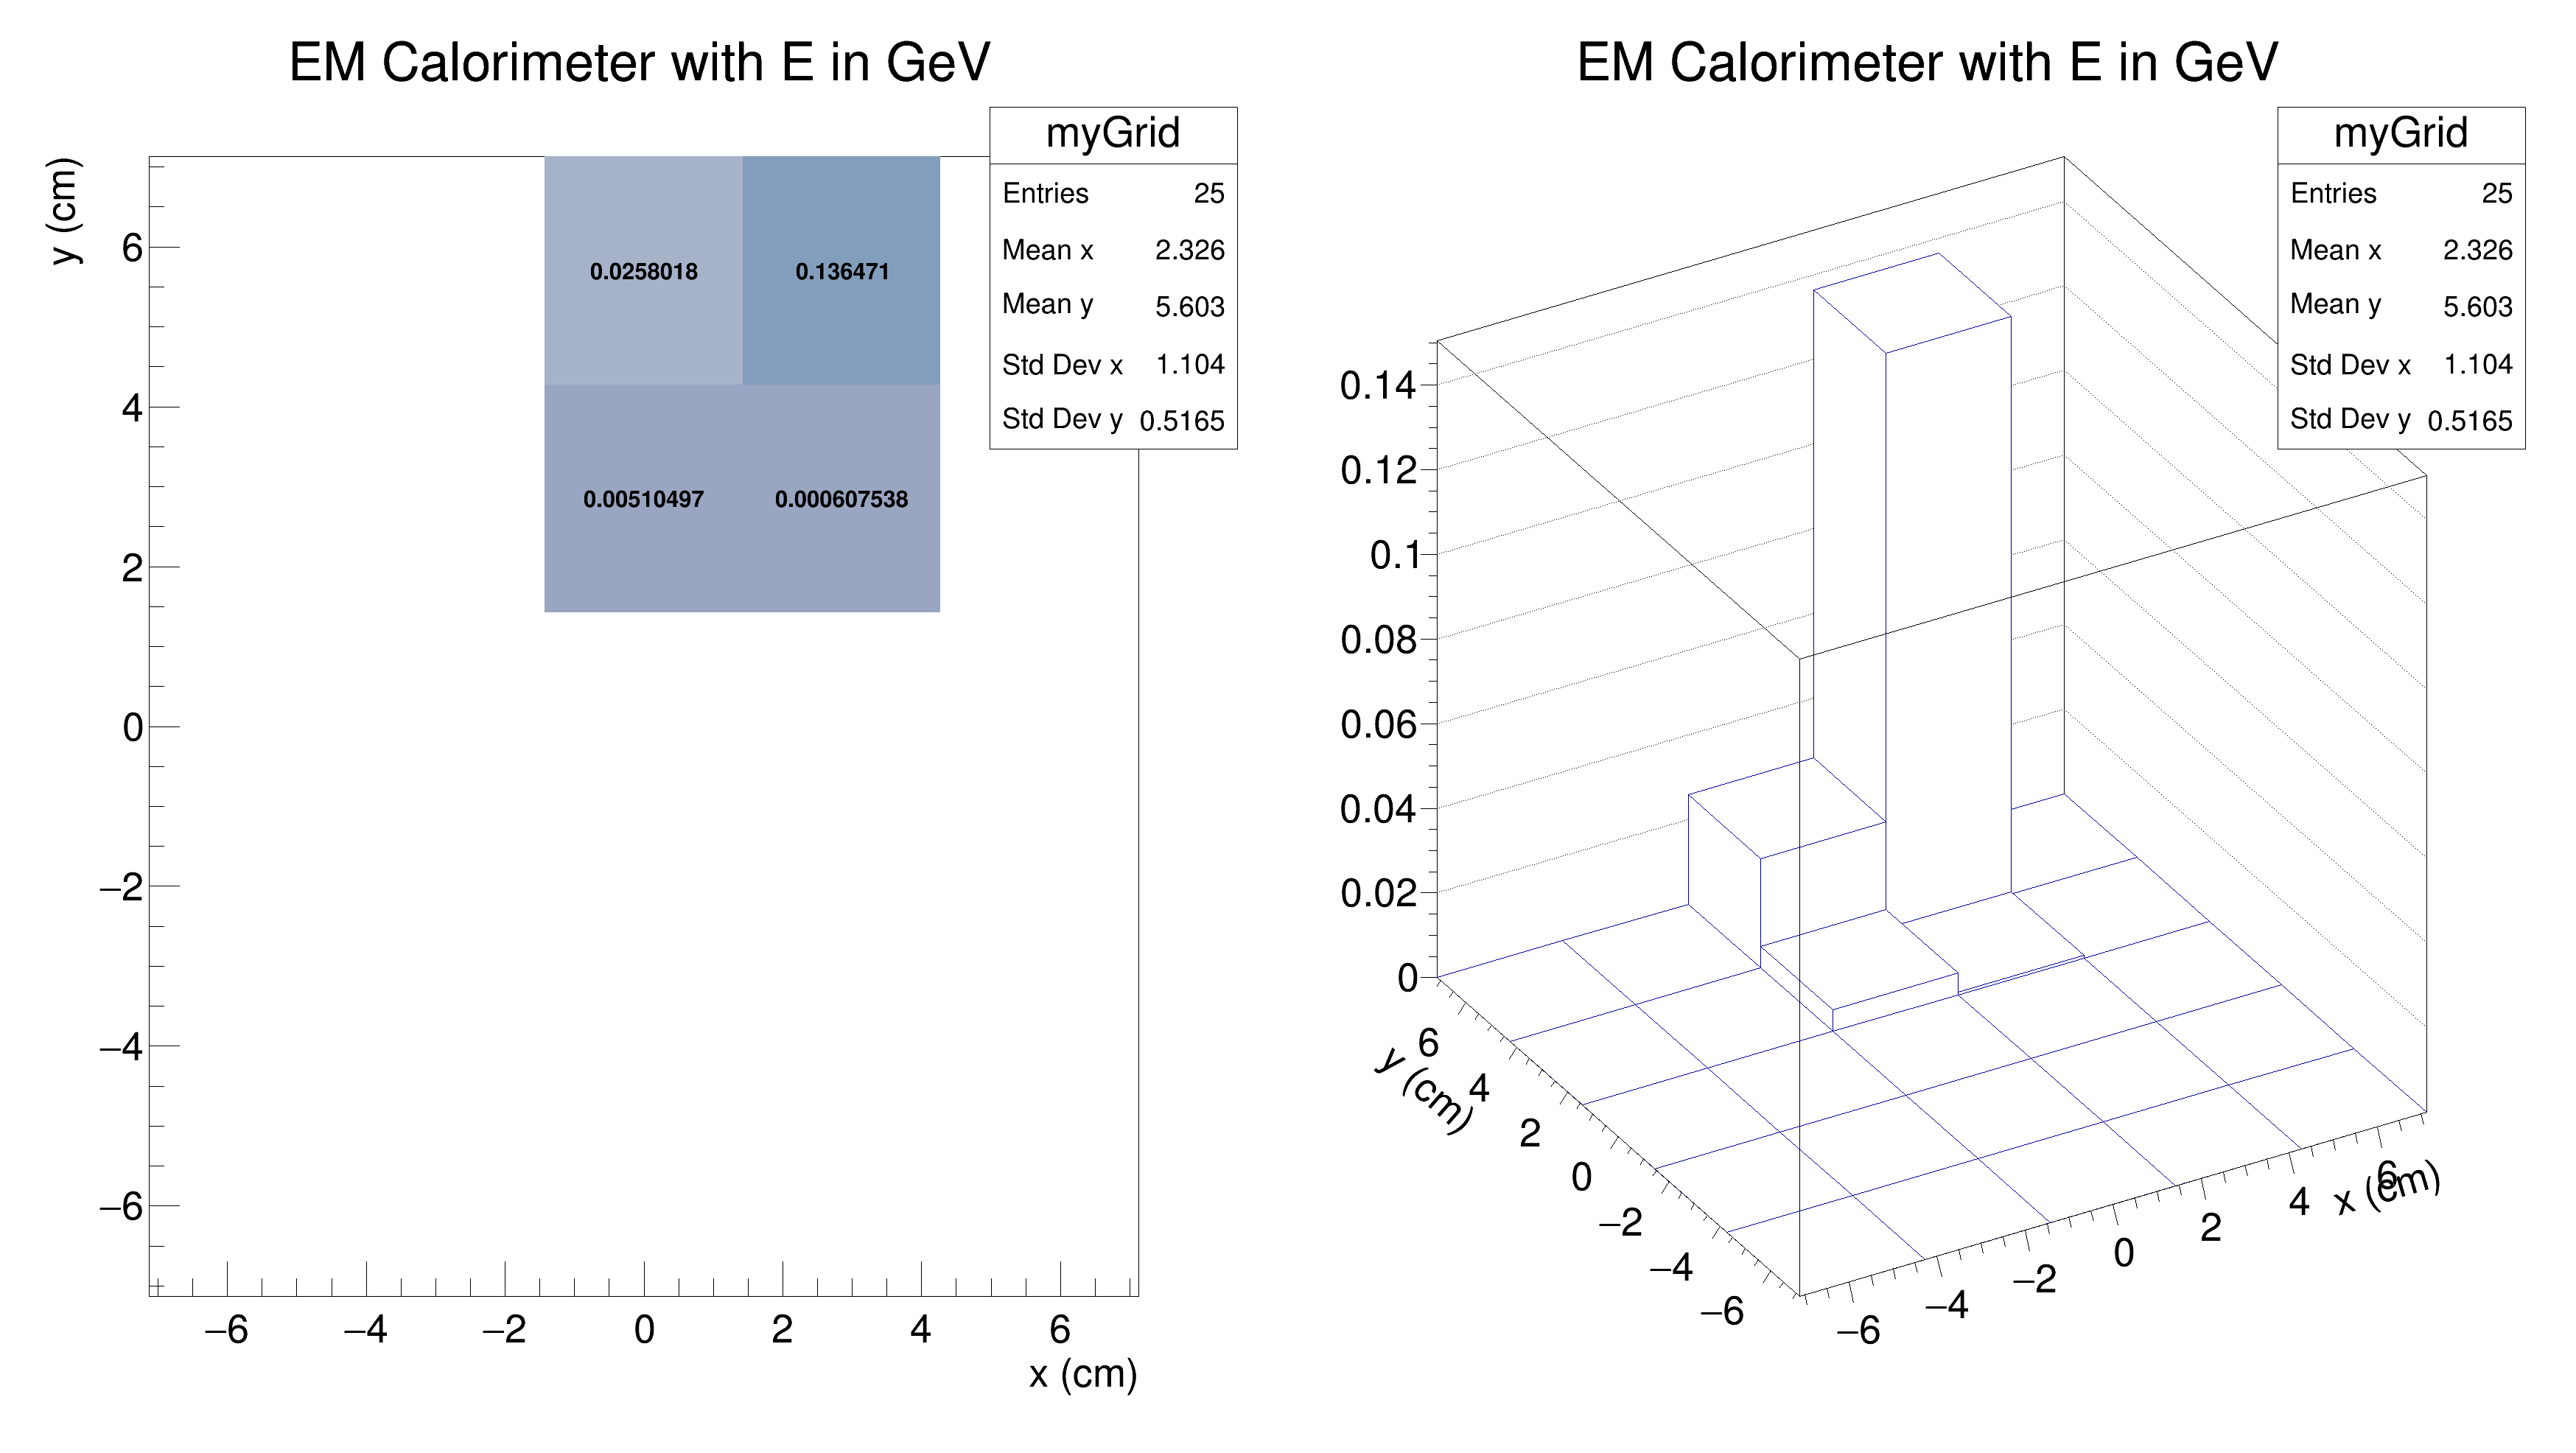 EM Calorimeter with E in GeV
myGrid
Entries 25
Mean x 2.326
Mean y 5.603
Std Dev x 1.104
Std Dev y 0.5165
y (cm)
6
4
2
0
−2
−4
−6
0.0258018 0.136471
0.00510497 0.000607538
−6 −4 −2 0 2 4 6
x (cm)
EM Calorimeter with E in GeV
myGrid
Entries 25
Mean x 2.326
Mean y 5.603
Std Dev x 1.104
Std Dev y 0.5165
0.14
0.12
0.1
0.08
0.06
0.04
0.02
0
6
4
2
0
−2
−4
−6
y (cm)
−6 −4 −2 0 2 4 6
x (cm)